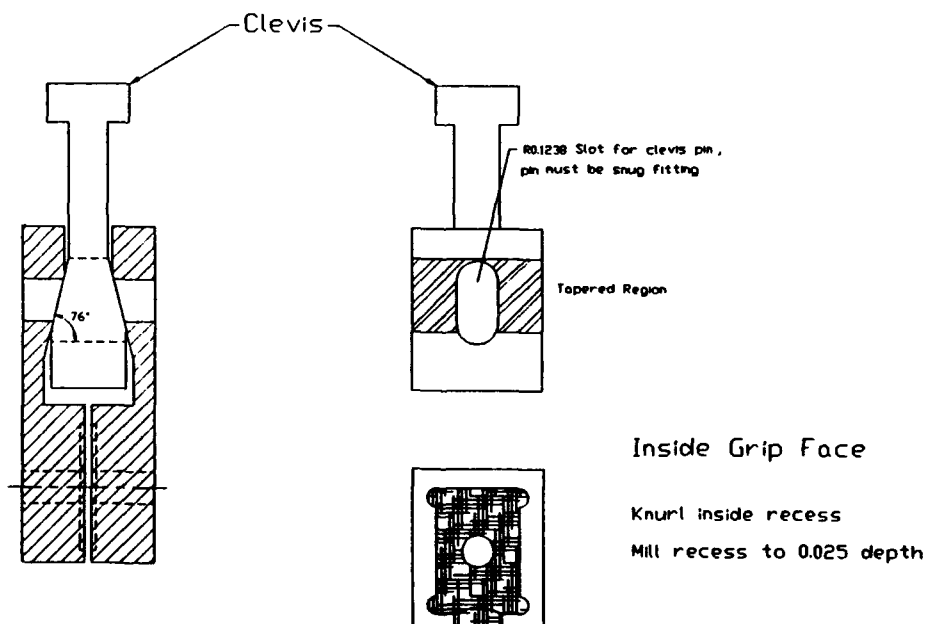 Clevis
R0.1238 Slot for clevis pin,
pin must be snug fitting
Tapered Region
76°
Inside Grip Face
Knurl inside recess
Mill recess to 0.025 depth